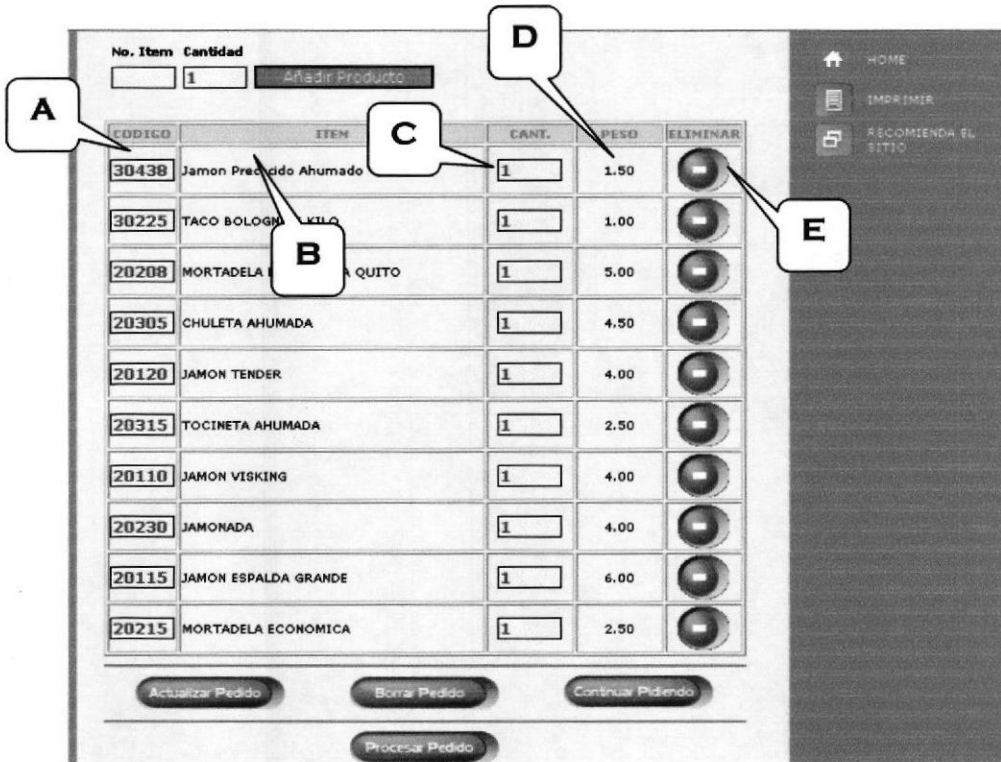 D
No. Item Cantidad
1 Añadir Producto
HOME
IMPRIMIR
RECOMIENDA EL
SITIO
A
C
CODIGO ITEM CANT. PESO ELIMINAR
30438 Jamon Ahumado 1 1.50
E
30225 TACO KILO 1 1.00
B
20208 MORTADELA QUITO 1 5.00
20305 CHULETA AHUMADA 1 4.50
20120 JAMON TENDER 1 4.00
20315 TOCINETA AHUMADA 1 2.50
20110 JAMON VISKING 1 4.00
20230 JAMONADA 1 4.00
20115 JAMON ESPALDA GRANDE 1 6.00
20215 MORTADELA ECONOMICA 1 2.50
Actualizar Pedido Borrar Pedido Continuar Pidiendo
Procesar Pedido